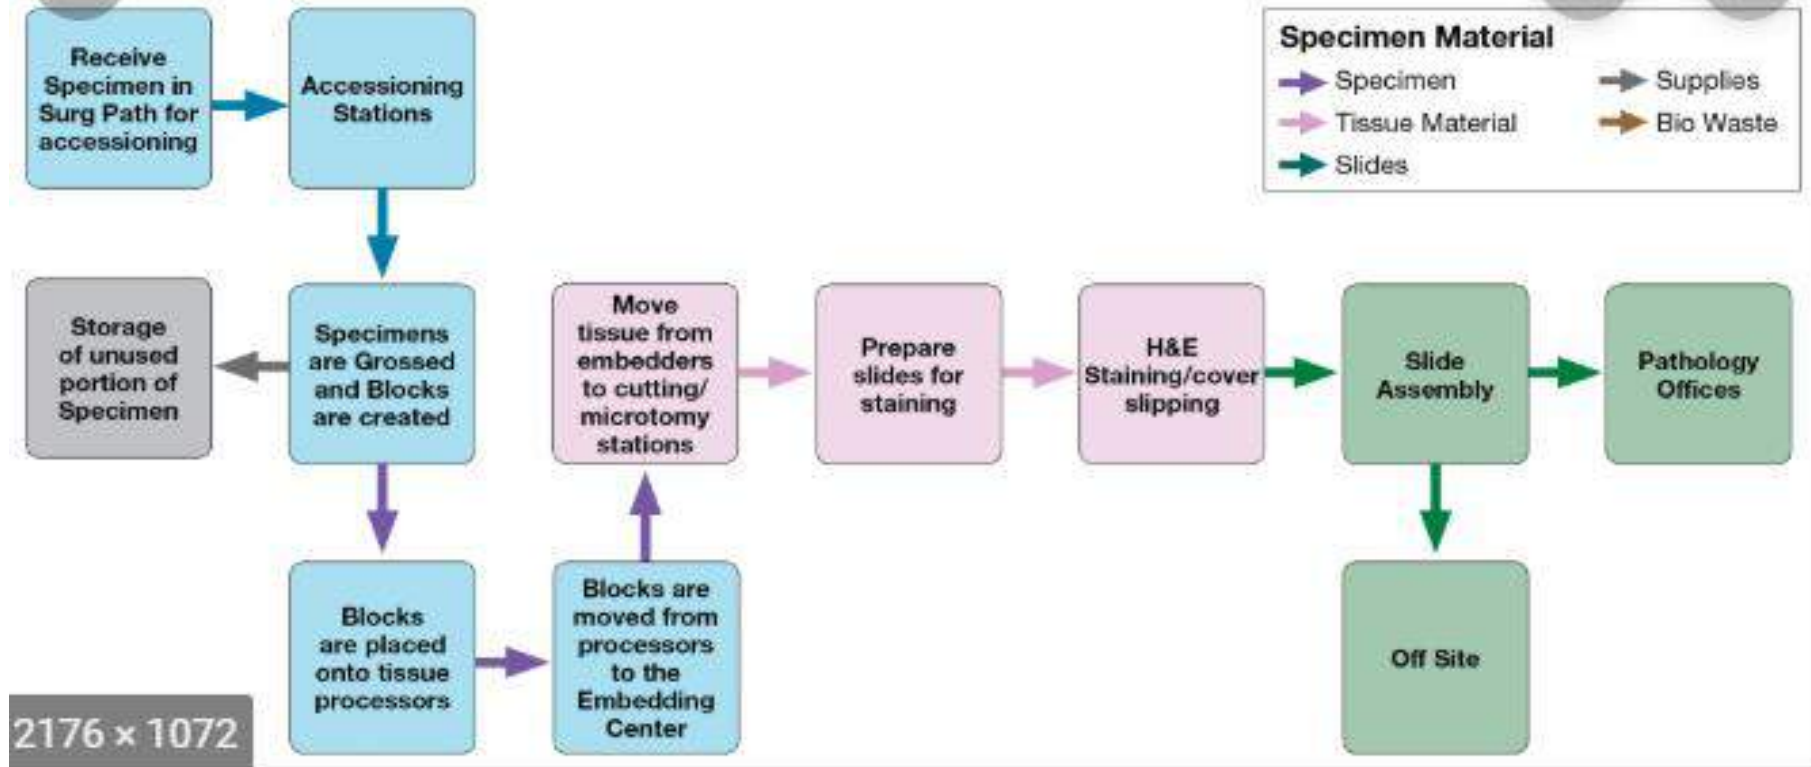 Receive
Specimen in
Surg Path for
accessioning
Accessioning
Stations
Specimen Material
Specimen
Tissue Material
Slides
Supplies
Bio Waste
Storage
of unused
portion of
Specimen
Specimens
are Grossed
and Blocks
are created
Move
tissue from
embedders
to cutting/
microtomy
stations
Prepare
slides for
staining
H&E
Staining/cover
slipping
Slide
Assembly
Pathology
Offices
Blocks
are placed
onto tissue
processors
Blocks are
moved from
processors
to the
Embedding
Center
Off Site
2176 × 1072